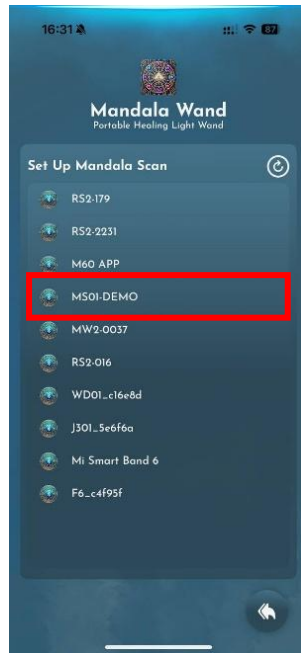 16:31
87
Mandala Wand
Portable Healing Light Wand
Set Up Mandala Scan
RS2-179
RS2-2231
M60 APP
MS01-DEMO
MW2-0037
RS2-016
WD01_c16e8d
J301_5e6f6a
Mi Smart Band 6
F6_c4f95f